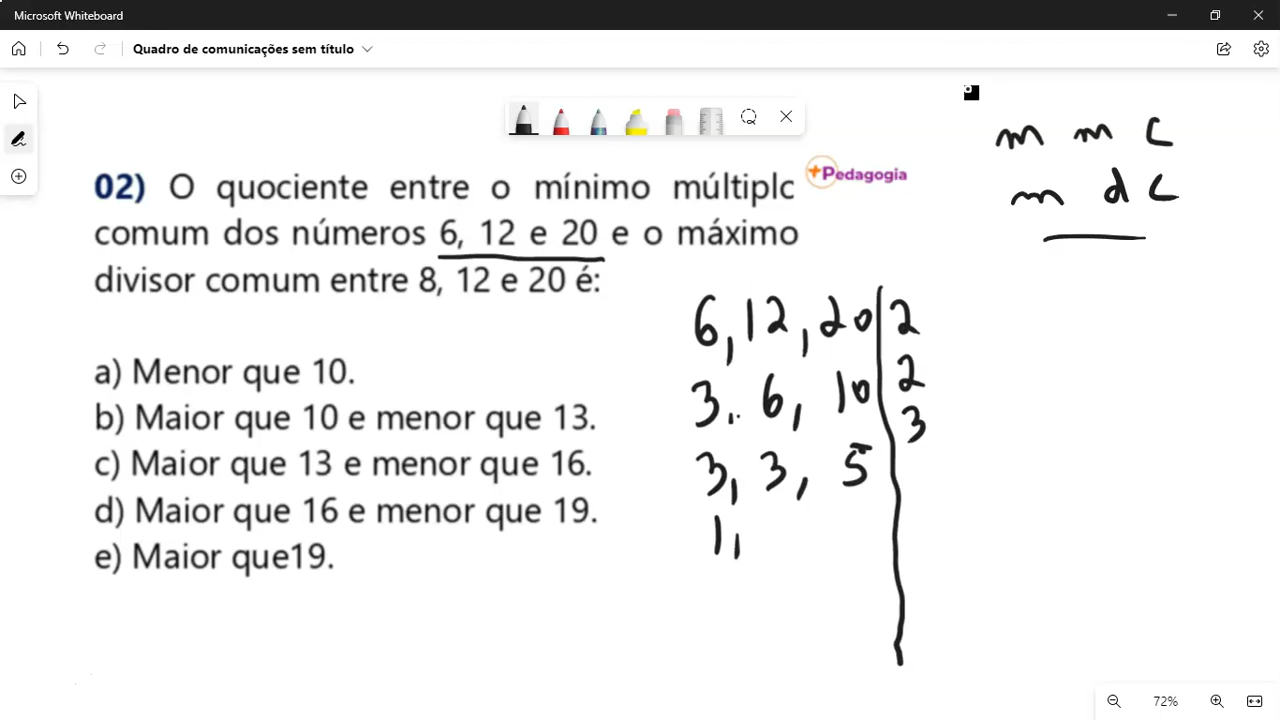 Microsoft Whiteboard
Quadro de comunicações sem título
m m c
m d c
+Pedagogia
02) O quociente entre o mínimo múltiplc
comum dos números 6, 12 e 20 e o máximo
divisor comum entre 8, 12 e 20 é:
a) Menor que 10.
b) Maior que 10 e menor que 13.
c) Maior que 13 e menor que 16.
d) Maior que 16 e menor que 19.
e) Maior que19.
6, 12, 20 | 2
3, 6, 10 | 2
3, 3, 5 | 3
1,
72%